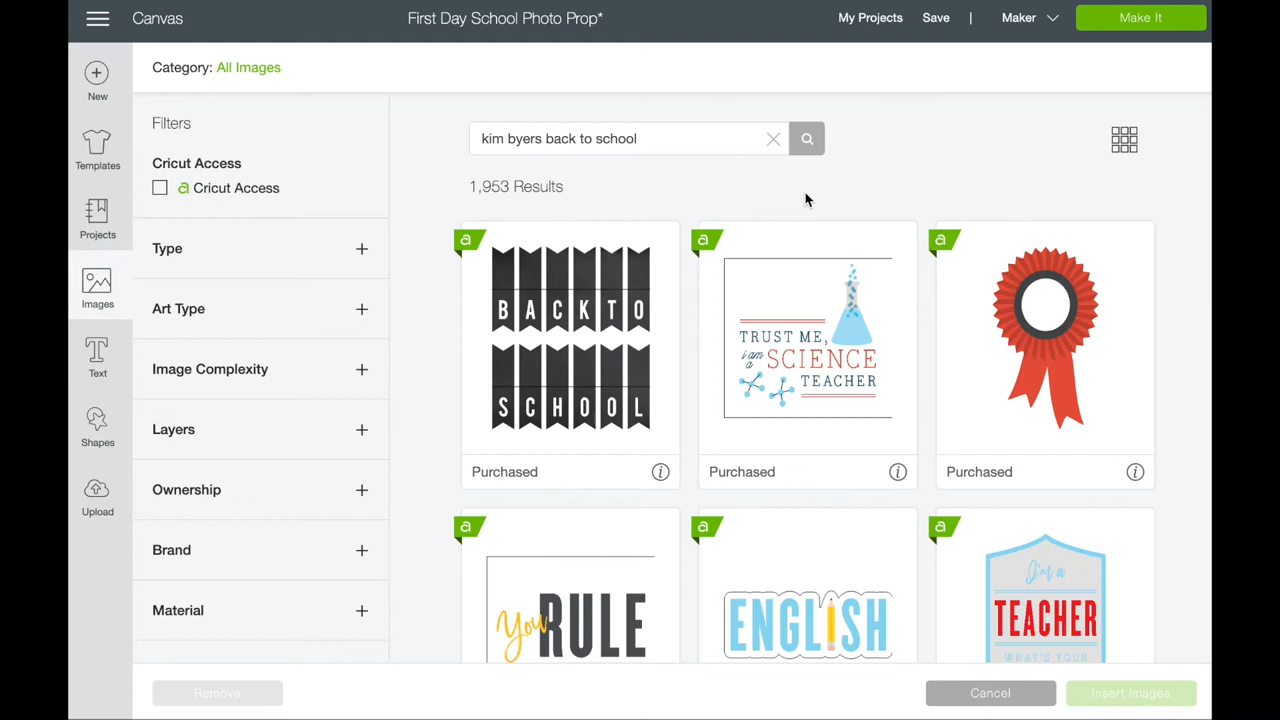 Canvas
First Day School Photo Prop*
My Projects
Save
|
Maker
Make It
New
Templates
Projects
Images
Text
Shapes
Upload
Category: All Images
Filters
Cricut Access
a Cricut Access
Type
Art Type
Image Complexity
Layers
Ownership
Brand
Material
kim byers back to school
1,953 Results
a
BACK TO
SCHOOL
Purchased
a
TRUST ME,
i am
a SCIENCE
TEACHER
Purchased
a
Purchased
a
You RULE
a
ENGLISH
a
I'm a
TEACHER
WHAT'S YOUR
Remove
Cancel
Insert Images